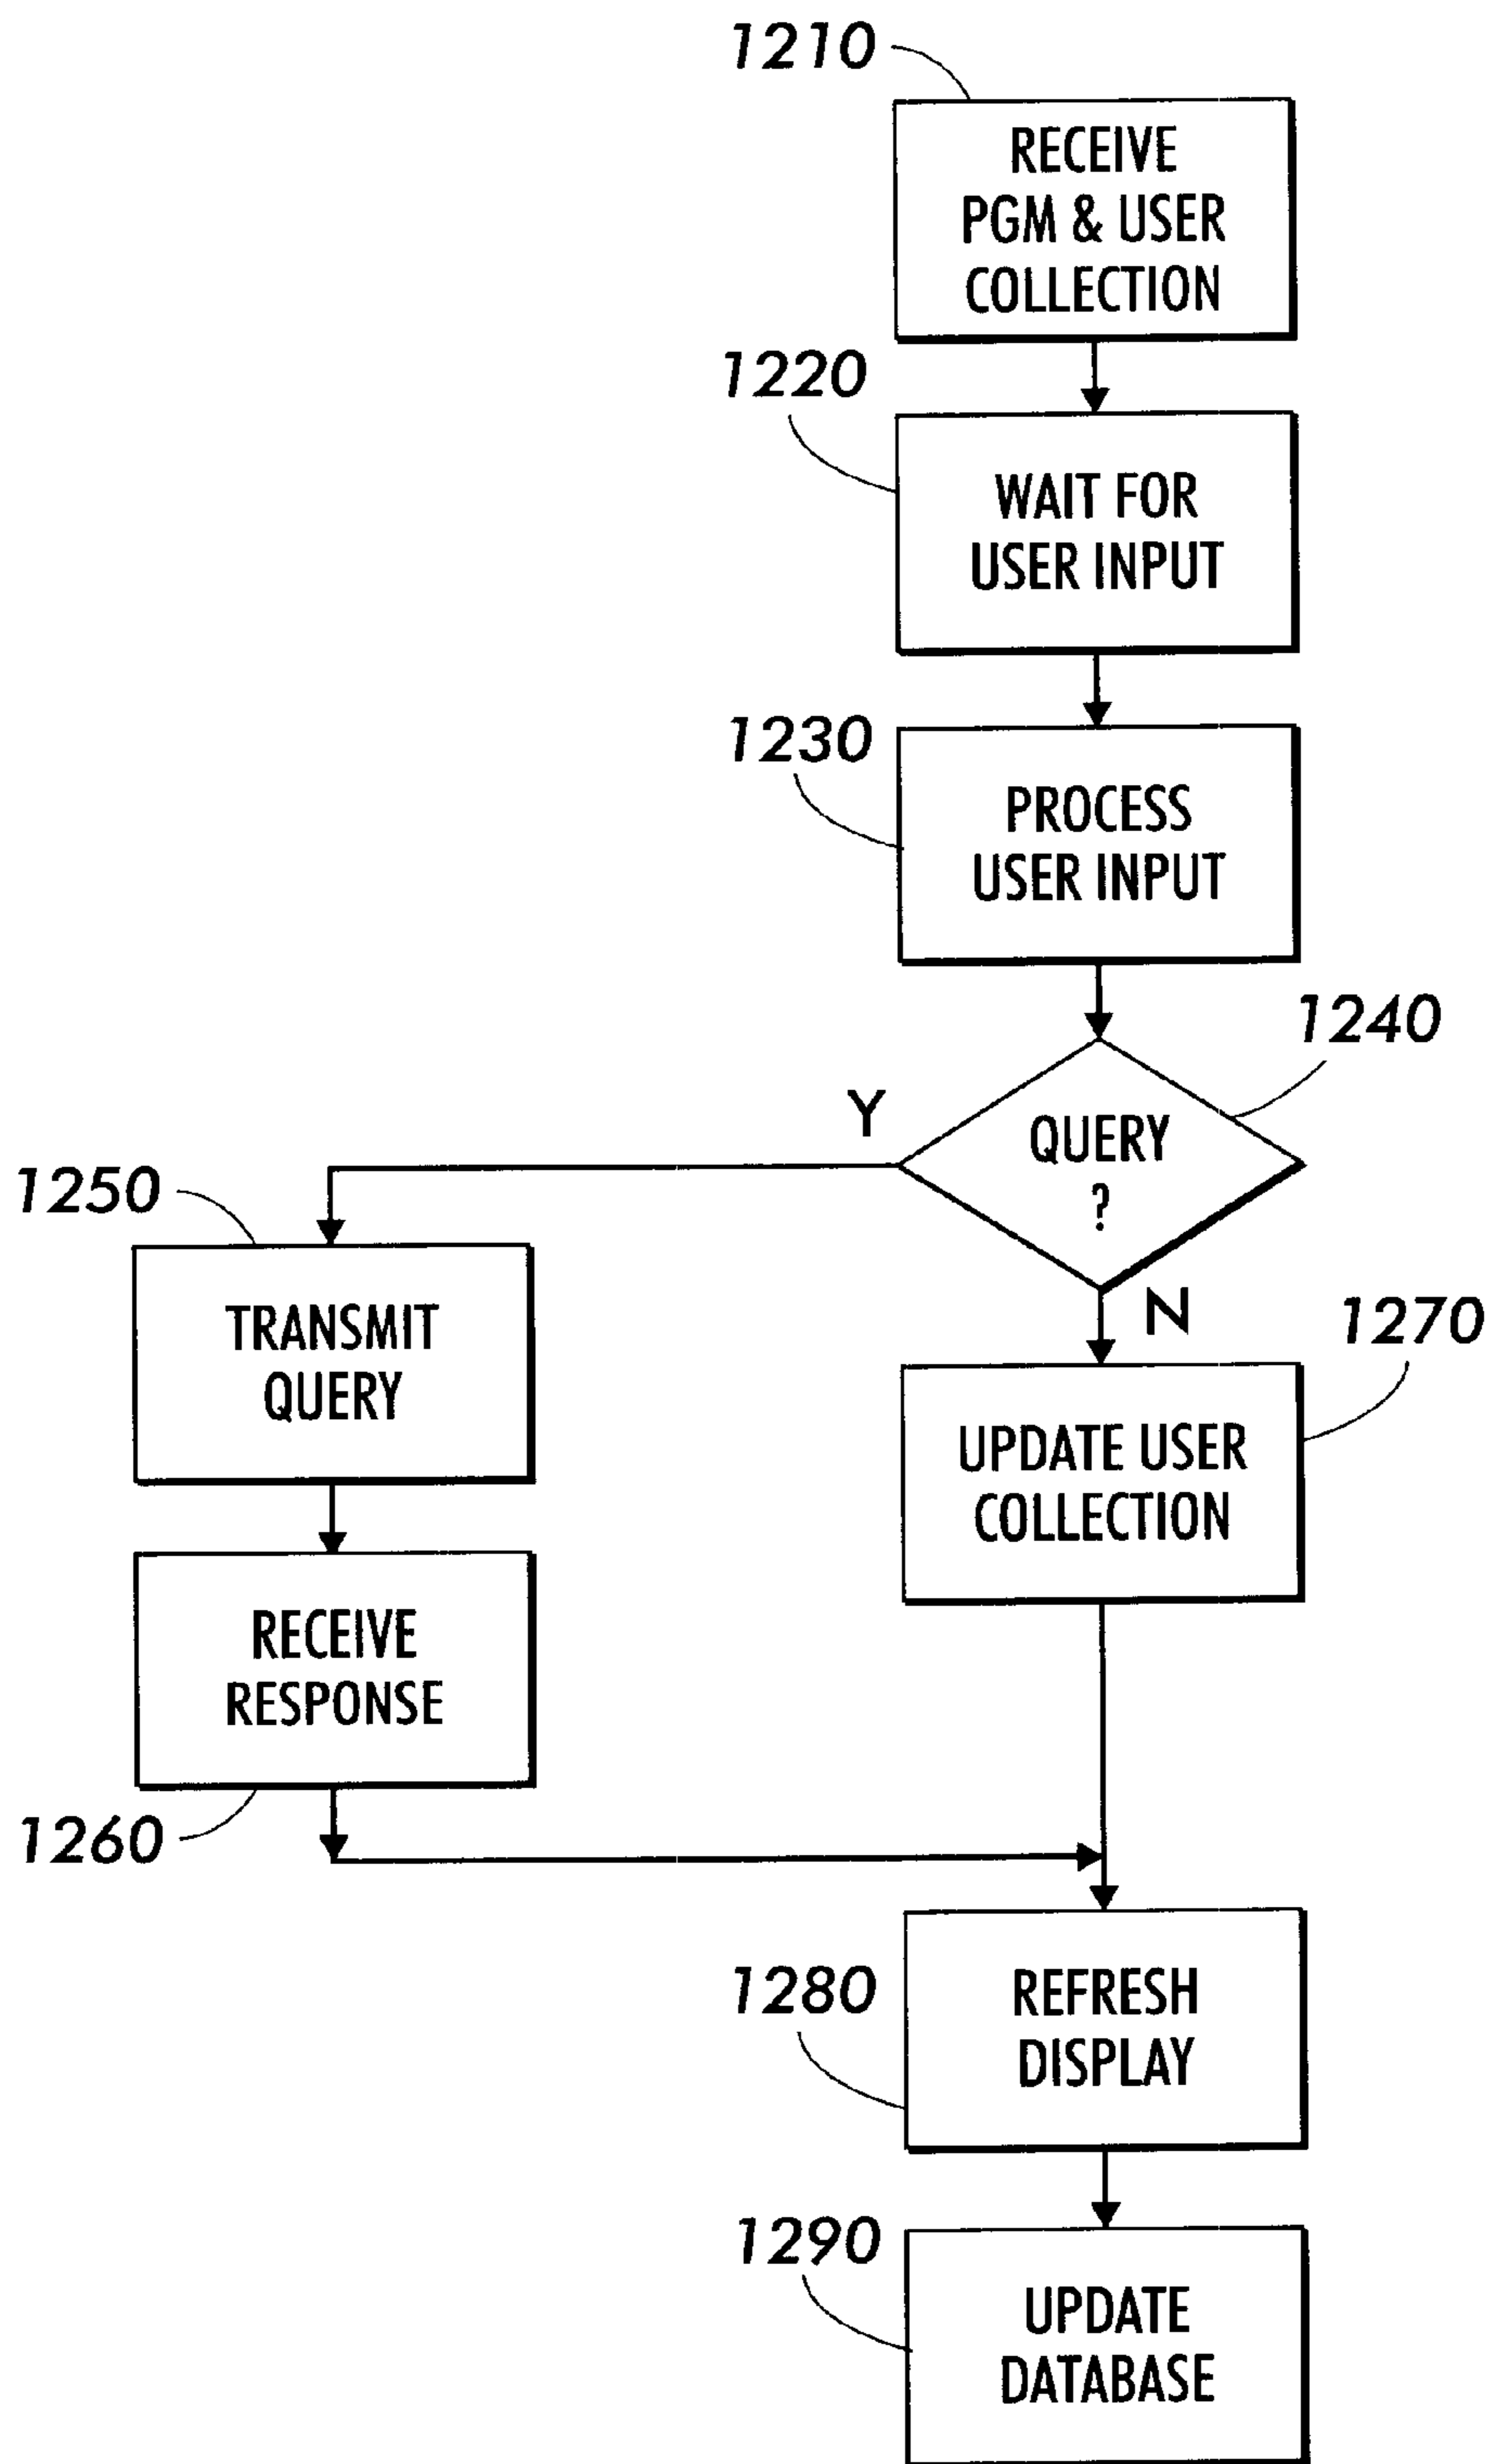 1210
RECEIVE
PGM & USER
COLLECTION
1220
WAIT FOR
USER INPUT
1230
PROCESS
USER INPUT
1240
QUERY
?
Y
N
1250
TRANSMIT
QUERY
1260
RECEIVE
RESPONSE
1270
UPDATE USER
COLLECTION
1280
REFRESH
DISPLAY
1290
UPDATE
DATABASE